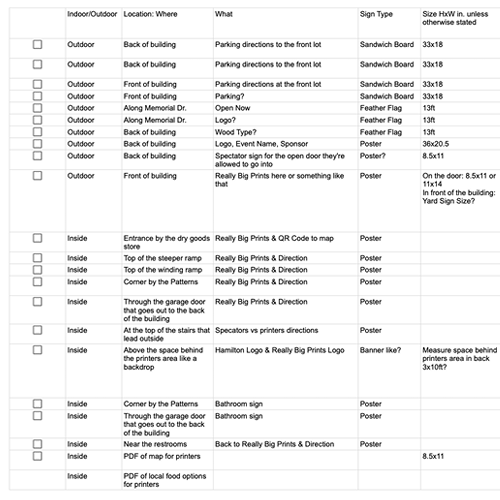 Indoor/Outdoor Location: Where What Sign Type Size HxW in. unless
otherwise stated
Outdoor Back of building Parking directions to the front lot Sandwich Board 33x18
Outdoor Back of building Parking directions to the front lot Sandwich Board 33x18
Outdoor Front of building Parking directions at the front lot Sandwich Board 33x18
Outdoor Front of building Parking? Sandwich Board 33x18
Outdoor Along Memorial Dr. Open Now Feather Flag 13ft
Outdoor Along Memorial Dr. Logo? Feather Flag 13ft
Outdoor Back of building Wood Type? Feather Flag 13ft
Outdoor Back of building Logo, Event Name, Sponsor Poster 36x20.5
Outdoor Back of building Spectator sign for the open door they're Poster? 8.5x11
allowed to go into
Outdoor Front of building Really Big Prints here or something like Poster On the door: 8.5x11 or
that 11x14
In front of the building:
Yard Sign Size?
Inside Entrance by the dry goods Really Big Prints & QR Code to map Poster
store
Inside Top of the steeper ramp Really Big Prints & Direction Poster
Inside Top of the winding ramp Really Big Prints & Direction Poster
Inside Corner by the Patterns Really Big Prints & Direction Poster
Inside Through the garage door Really Big Prints & Direction Poster
that goes out to the back
of the building
Inside At the top of the stairs that Specators vs printers directions Poster
lead outside
Inside Above the space behind Hamilton Logo & Really Big Prints Logo Banner like? Measure space behind
the printers area like a printers area in back
backdrop 3x10ft?
Inside Corner by the Patterns Bathroom sign Poster
Inside Through the garage door Bathroom sign Poster
that goes out to the back
of the building
Inside Near the restrooms Back to Really Big Prints & Direction Poster
Inside PDF of map for printers 8.5x11
Inside PDF of local food options
for printers